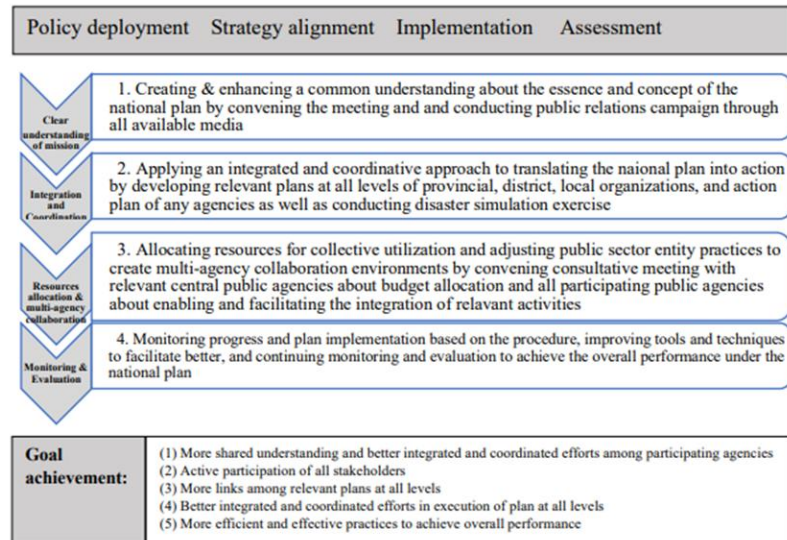 Policy deployment Strategy alignment Implementation Assessment
Clear
understanding
of mission
1. Creating & enhancing a common understanding about the essence and concept of the
national plan by convening the meeting and and conducting public relations campaign through
all available media
Integration
and
Coordination
2. Applying an integrated and coordinative approach to translating the naional plan into action
by developing relevant plans at all levels of provincial, district, local organizations, and action
plan of any agencies as well as conducting disaster simulation exercise
Resources
allocation &
multi-agency
collaboration
3. Allocating resources for collective utilization and adjusting public sector entity practices to
create multi-agency collaboration environments by convening consultative meeting with
relevant central public agencies about budget allocation and all participating public agencies
about enabling and facilitating the integration of relavant activities
Monitoring &
Evaluation
4. Monitoring progress and plan implementation based on the procedure, improving tools and techniques
to facilitate better, and continuing monitoring and evaluation to achieve the overall performance under the
national plan
Goal
achievement:
(1) More shared understanding and better integrated and coordinated efforts among participating agencies
(2) Active participation of all stakeholders
(3) More links among relevant plans at all levels
(4) Better integrated and coordinated efforts in execution of plan at all levels
(5) More efficient and effective practices to achieve overall performance